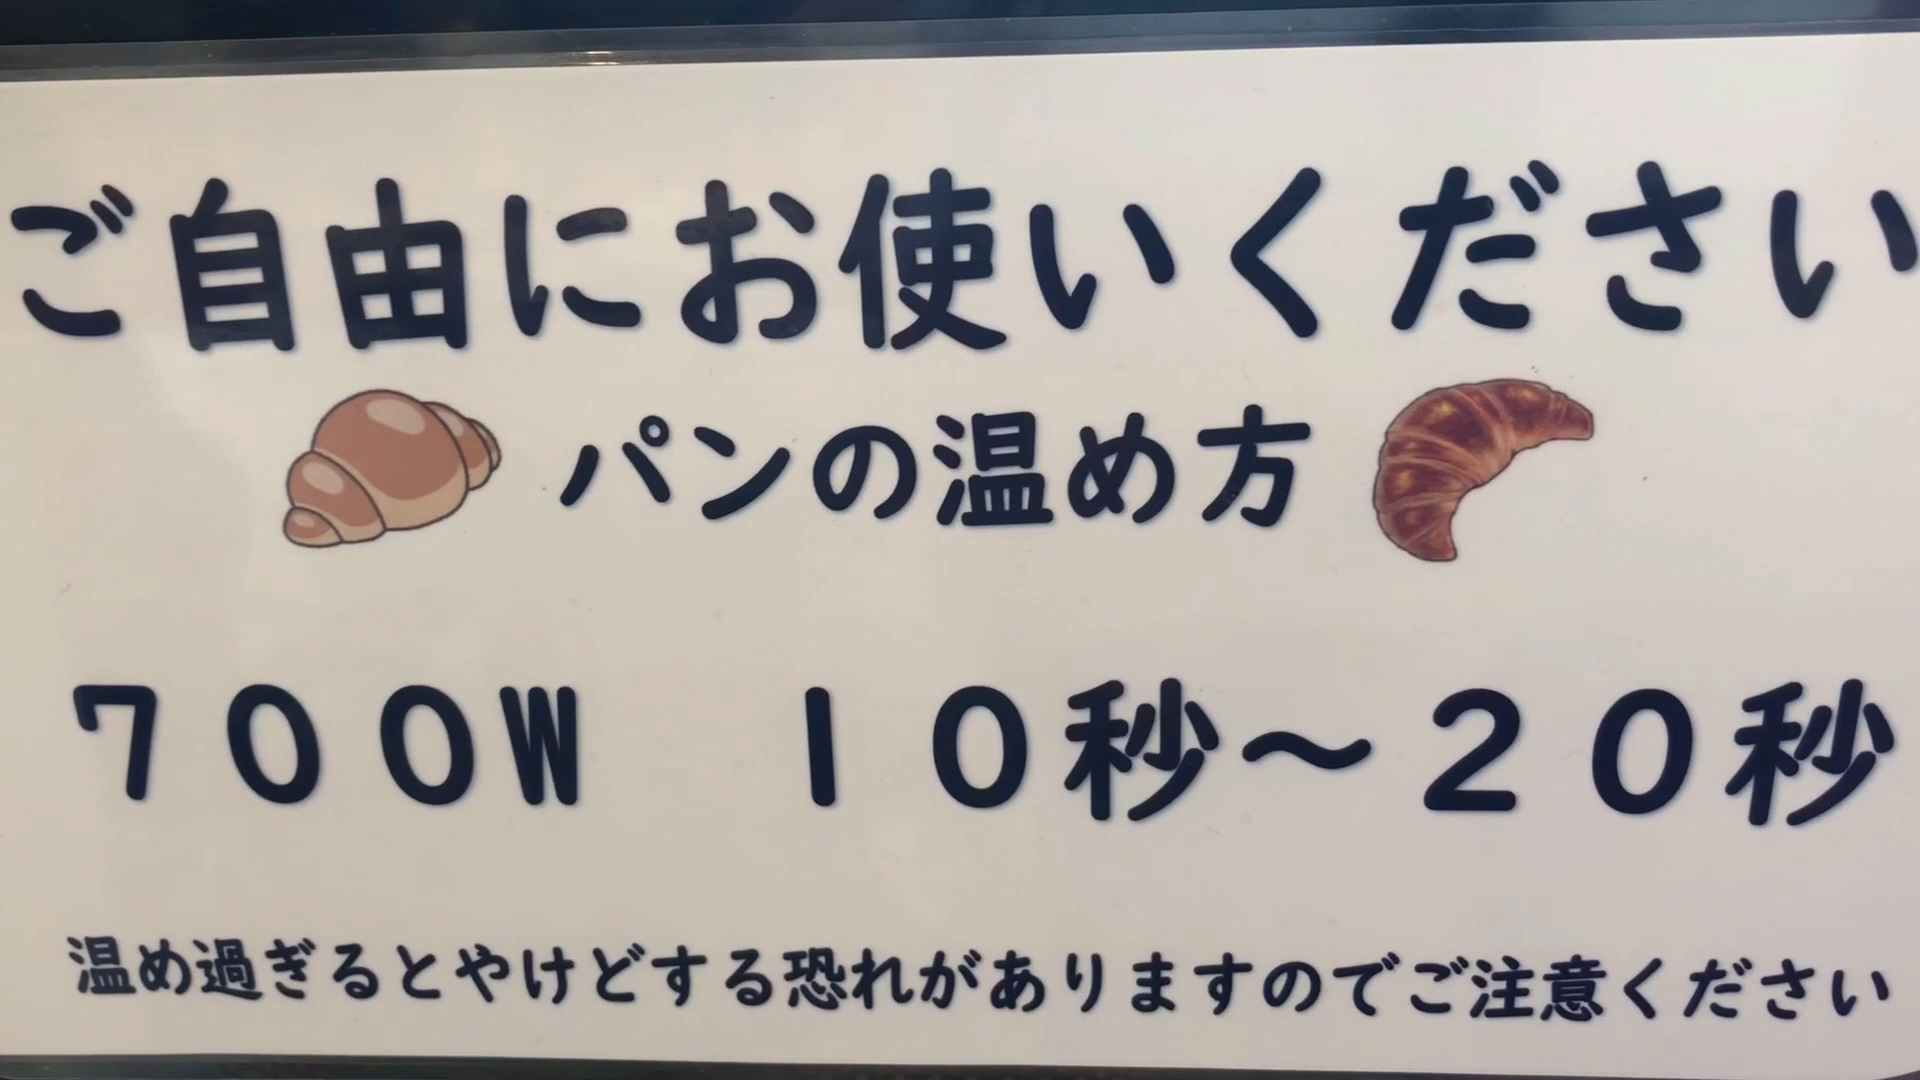 ご自由にお使いください
パンの温め方
７００W　１０秒～２０秒
温め過ぎるとやけどする恐れがありますのでご注意ください